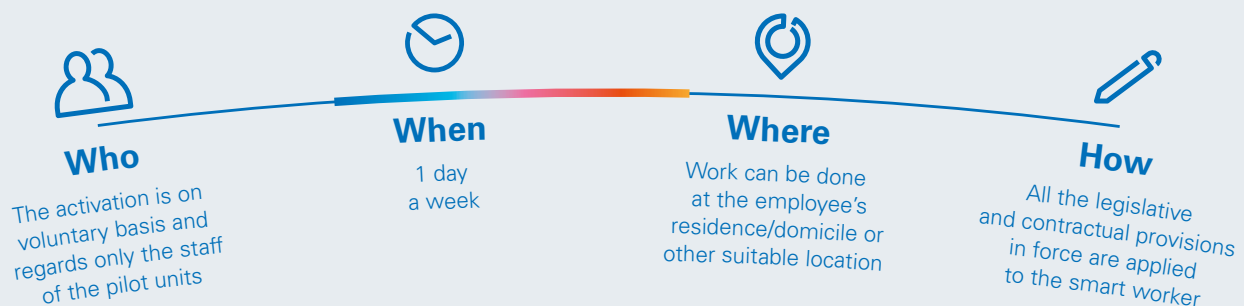 Who
The activation is on
voluntary basis and
regards only the staff
of the pilot units
When
1 day
a week
Where
Work can be done
at the employee's
residence/domicile or
other suitable location
How
All the legislative
and contractual provisions
in force are applied
to the smart worker